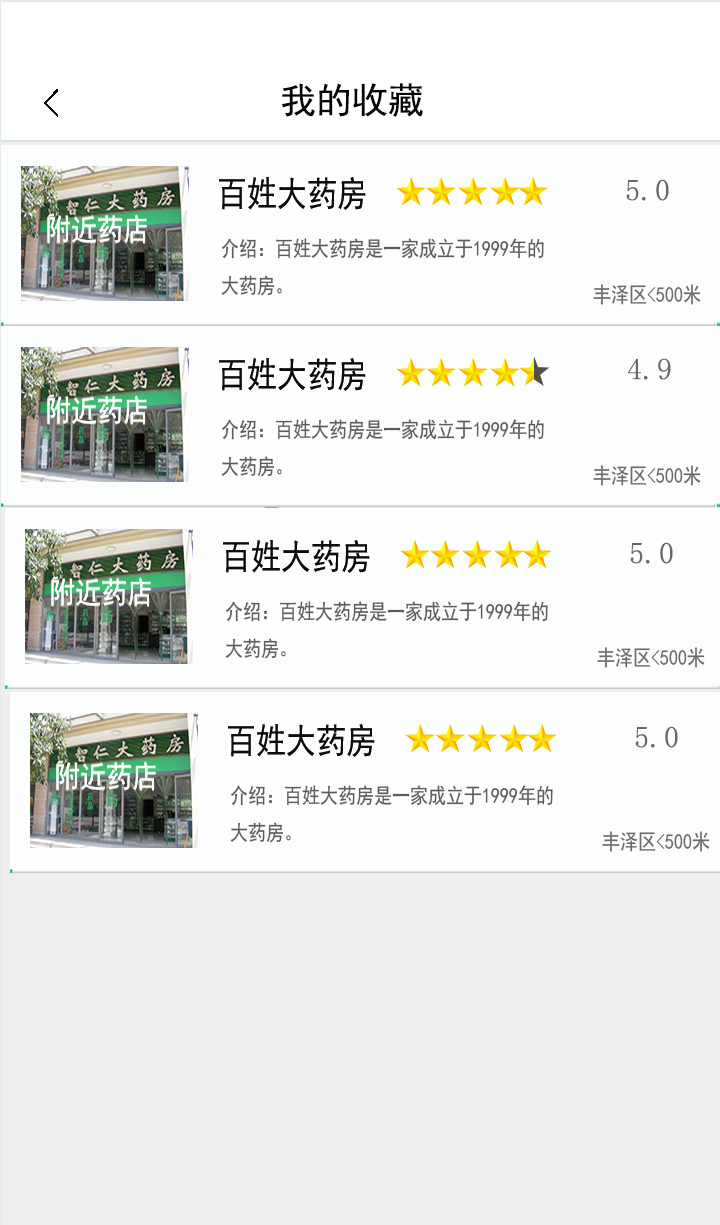 我的收藏
智仁大药房
附近药店
百姓大药房
5.0
介绍：百姓大药房是一家成立于1999年的
大药房。
丰泽区<500米
智仁大药房
附近药店
百姓大药房
4.9
介绍：百姓大药房是一家成立于1999年的
大药房。
丰泽区<500米
智仁大药房
附近药店
百姓大药房
5.0
介绍：百姓大药房是一家成立于1999年的
大药房。
丰泽区<500米
智仁大药房
附近药店
百姓大药房
5.0
介绍：百姓大药房是一家成立于1999年的
大药房。
丰泽区<500米